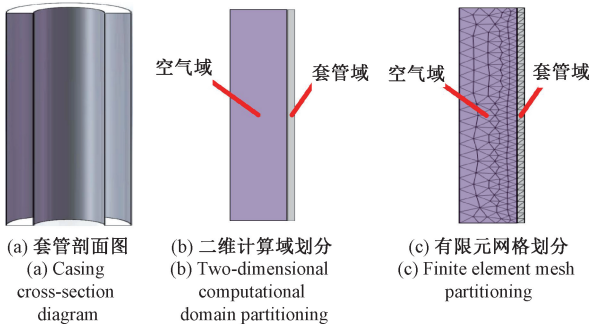 空气域
套管域
空气域
套管域
(a) 套管剖面图
(a) Casing
cross-section
diagram
(b) 二维计算域划分
(b) Two-dimensional
computational
domain partitioning
(c) 有限元网格划分
(c) Finite element mesh
partitioning